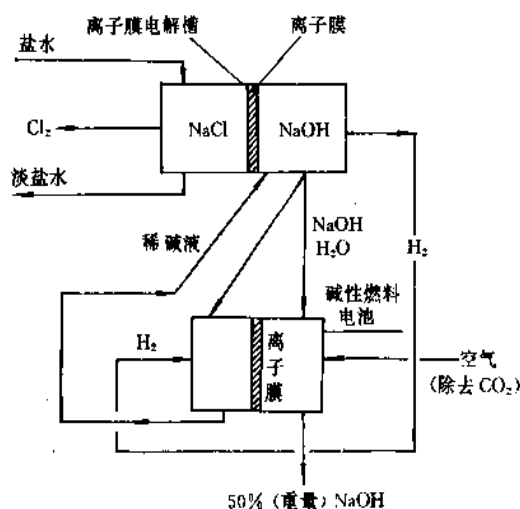 离子膜电解槽
离子膜
盐水
NaCl
NaOH
Cl₂
淡盐水
稀碱液
NaOH
H₂O
H₂
碱性燃料
电池
H₂
离子膜
空气
(除去CO₂)
50%(重量)NaOH